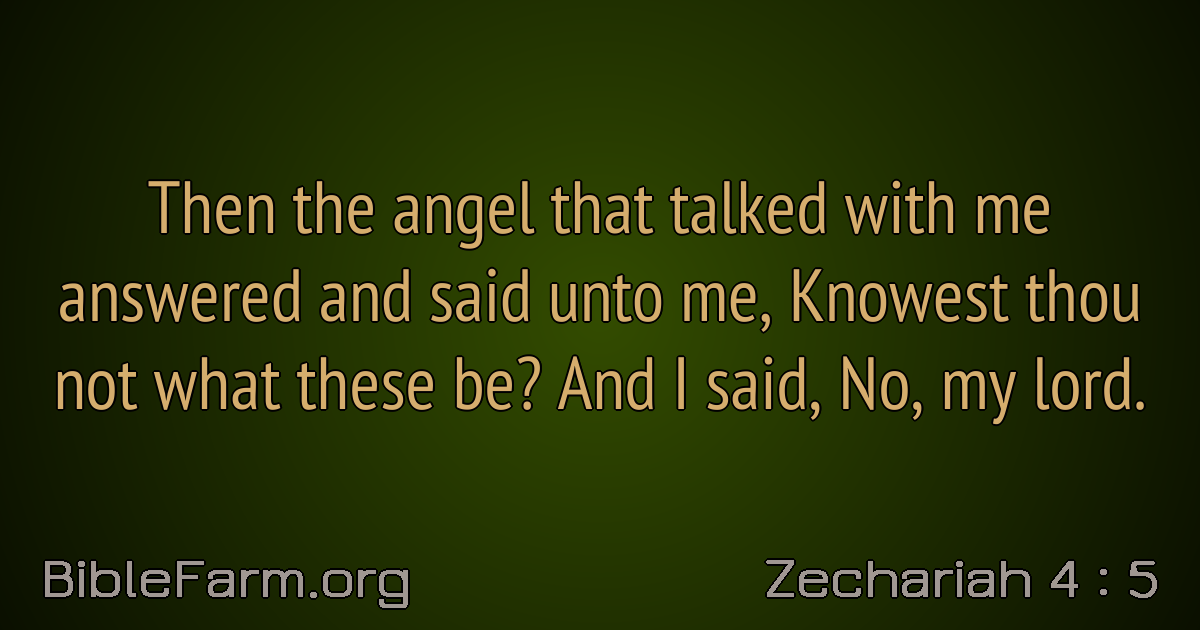 Then the angel that talked with me
answered and said unto me, Knowest thou
not what these be? And I said, No, my lord.
BibleFarm.org
Zechariah 4 : 5